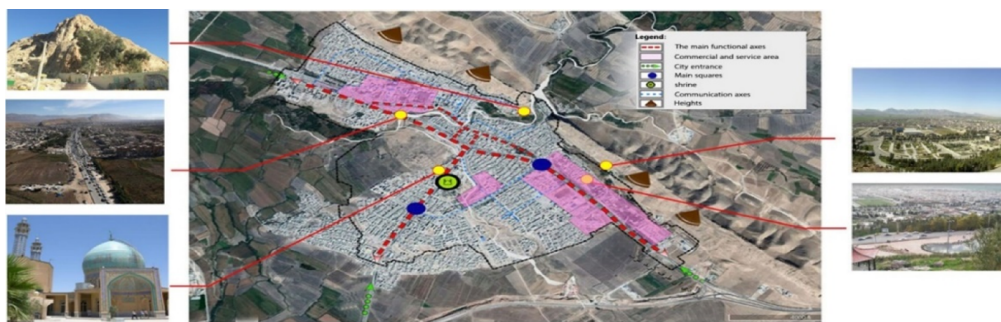 Legend:
The main functional axes
Commercial and service area
City entrance
Main squares
shrine
Communication axes
Heights